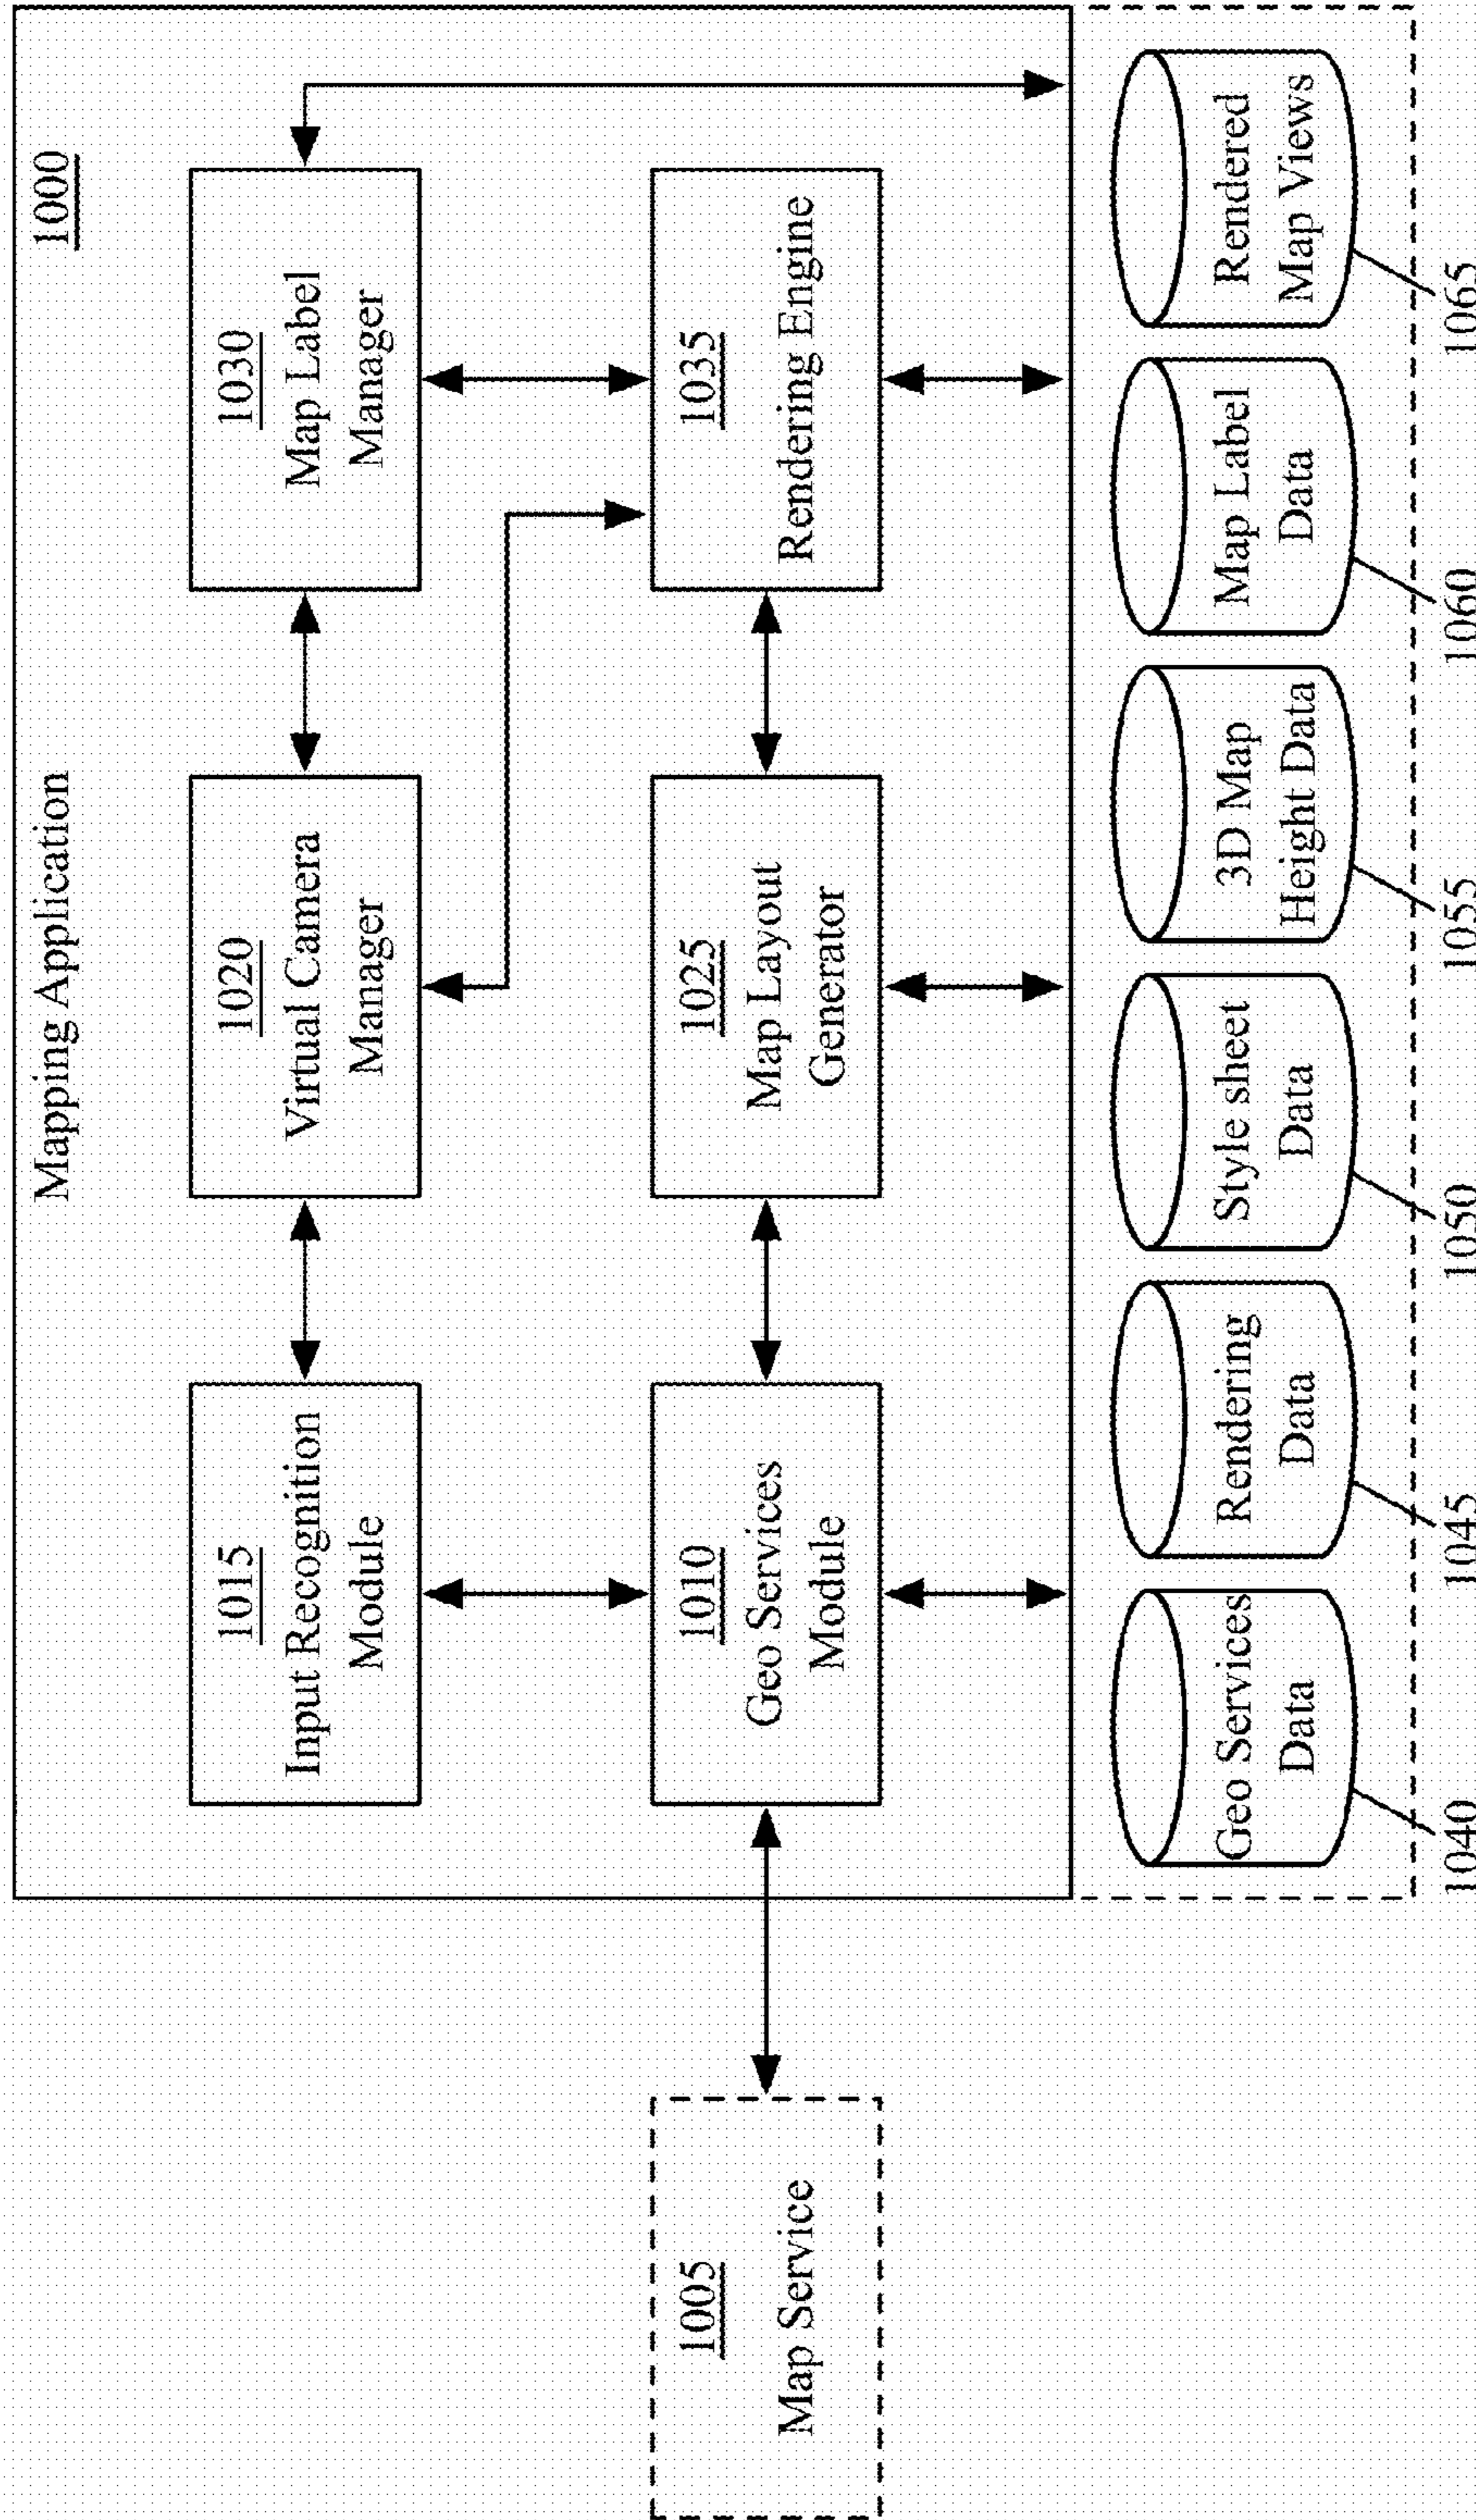 Mapping Application
1000
1015
Input Recognition
Module
1020
Virtual Camera
Manager
1030
Map Label
Manager
1005
Map Service
1010
Geo Services
Module
1025
Map Layout
Generator
1035
Rendering Engine
Geo Services
Data
Rendering
Data
Style sheet
Data
3D Map
Height Data
Map Label
Data
Rendered
Map Views
1040
1045
1050
1055
1060
1065